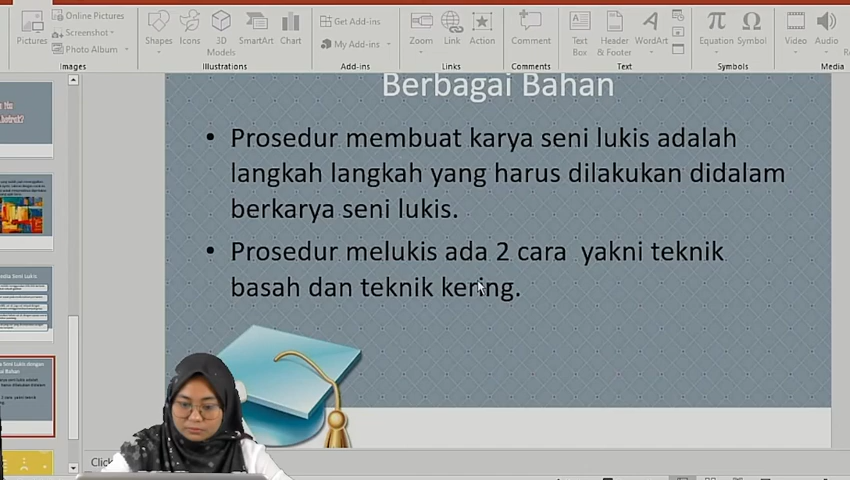 Online Pictures
Screenshot
Photo Album
Pictures
Shapes
Icons
3D
Models
SmartArt
Chart
Get Add-ins
My Add-ins
Zoom
Link
Action
Comment
Text
Box
Header
& Footer
WordArt
Equation
Symbol
Video
Audio
Images
Illustrations
Add-ins
Links
Comments
Text
Symbols
Media
Berbagai Bahan
• Prosedur membuat karya seni lukis adalah
langkah langkah yang harus dilakukan didalam
berkarya seni lukis.
• Prosedur melukis ada 2 cara yakni teknik
basah dan teknik kering.